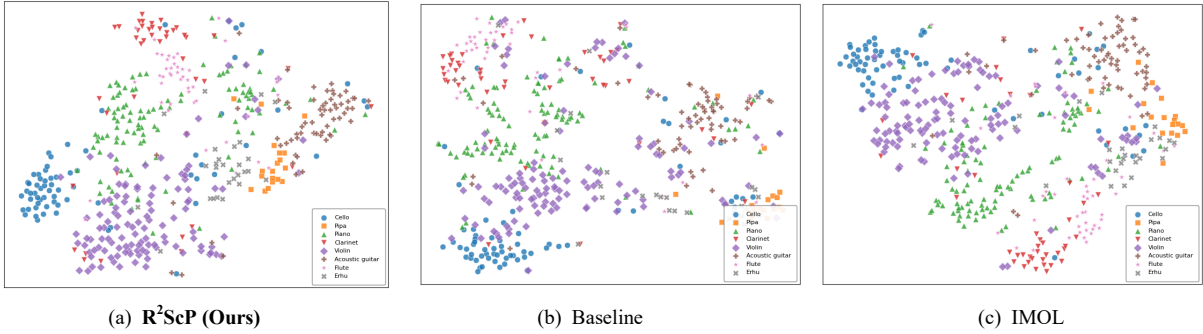 Cello
Pipa
Piano
Clarinet
Violin
Acoustic guitar
Flute
Erhu
Cello
Pipa
Piano
Clarinet
Violin
Acoustic guitar
Flute
Erhu
Cello
Pipa
Piano
Clarinet
Violin
Acoustic guitar
Flute
Erhu
(a) R²ScP (Ours)
(b) Baseline
(c) IMOL